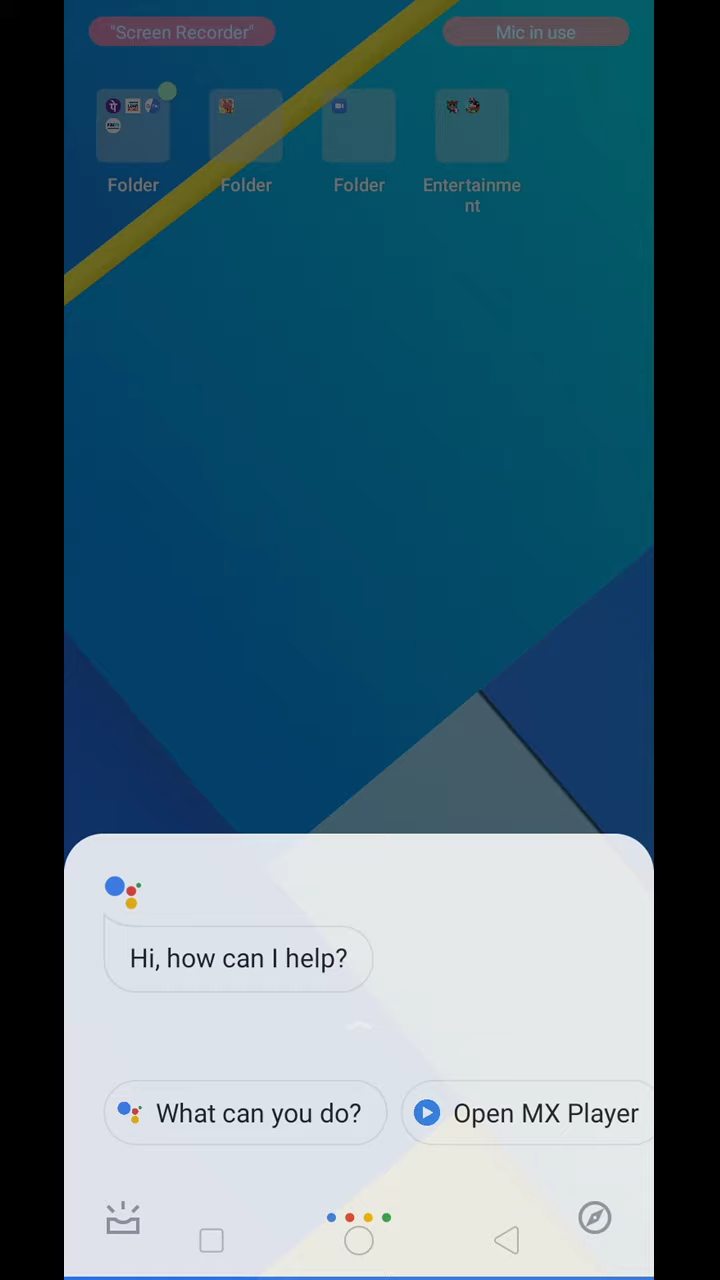 "Screen Recorder"
Mic in use
Folder
Folder
Folder
Entertainme
nt
Hi, how can I help?
What can you do?
Open MX Player